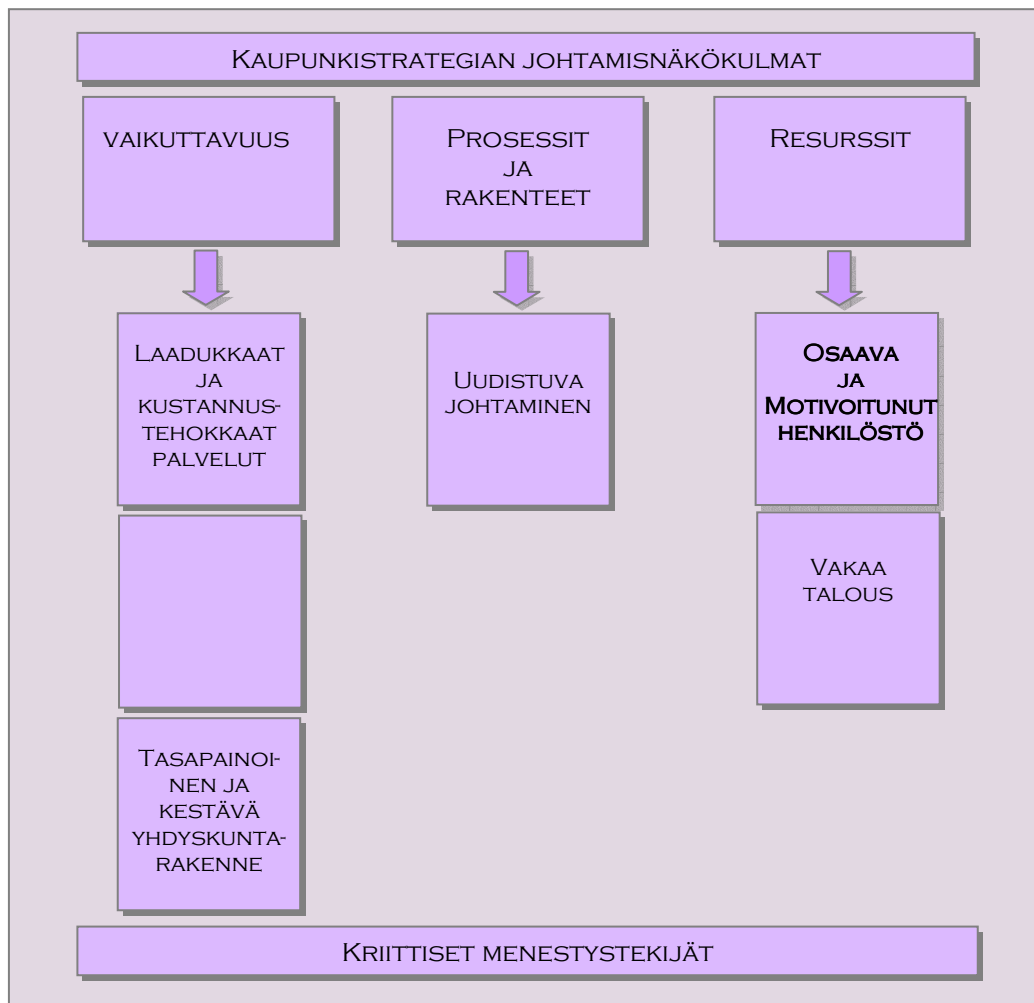 Kaupunkistrategian johtamisnäkökulmat
vaikuttavuus
Prosessit
ja
rakenteet
Resurssit
Laadukkaat
ja
kustannus-
tehokkaat
palvelut
Uudistuva
johtaminen
Osaava
ja
Motivoitunut
henkilöstö
Vakaa
talous
Tasapainoi-
nen ja
kestävä
yhdyskunta-
rakenne
Kriittiset menestystekijät